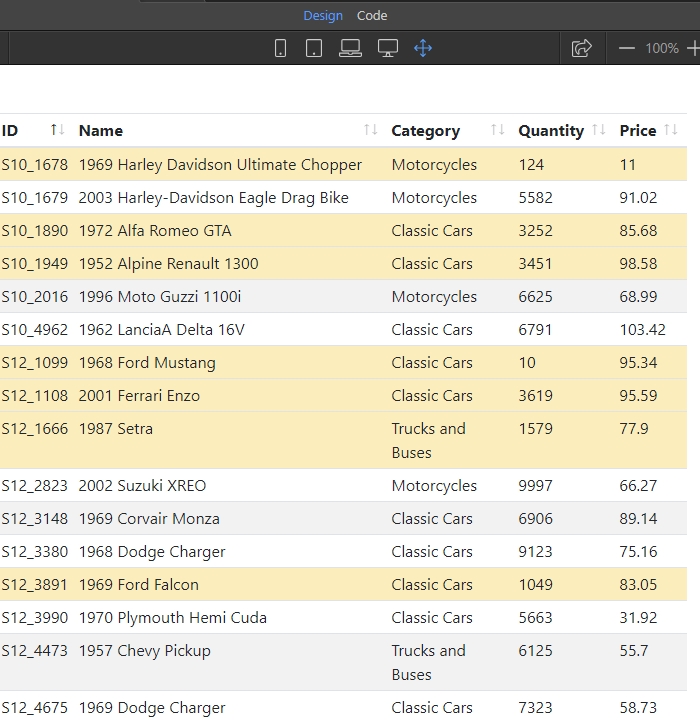 Design Code
100%
ID Name Category Quantity Price
S10_1678 1969 Harley Davidson Ultimate Chopper Motorcycles 124 11
S10_1679 2003 Harley-Davidson Eagle Drag Bike Motorcycles 5582 91.02
S10_1890 1972 Alfa Romeo GTA Classic Cars 3252 85.68
S10_1949 1952 Alpine Renault 1300 Classic Cars 3451 98.58
S10_2016 1996 Moto Guzzi 1100i Motorcycles 6625 68.99
S10_4962 1962 LanciaA Delta 16V Classic Cars 6791 103.42
S12_1099 1968 Ford Mustang Classic Cars 10 95.34
S12_1108 2001 Ferrari Enzo Classic Cars 3619 95.59
S12_1666 1987 Setra Trucks and 1579 77.9
Buses
S12_2823 2002 Suzuki XREO Motorcycles 9997 66.27
S12_3148 1969 Corvair Monza Classic Cars 6906 89.14
S12_3380 1968 Dodge Charger Classic Cars 9123 75.16
S12_3891 1969 Ford Falcon Classic Cars 1049 83.05
S12_3990 1970 Plymouth Hemi Cuda Classic Cars 5663 31.92
S12_4473 1957 Chevy Pickup Trucks and 6125 55.7
Buses
S12_4675 1969 Dodge Charger Classic Cars 7323 58.73